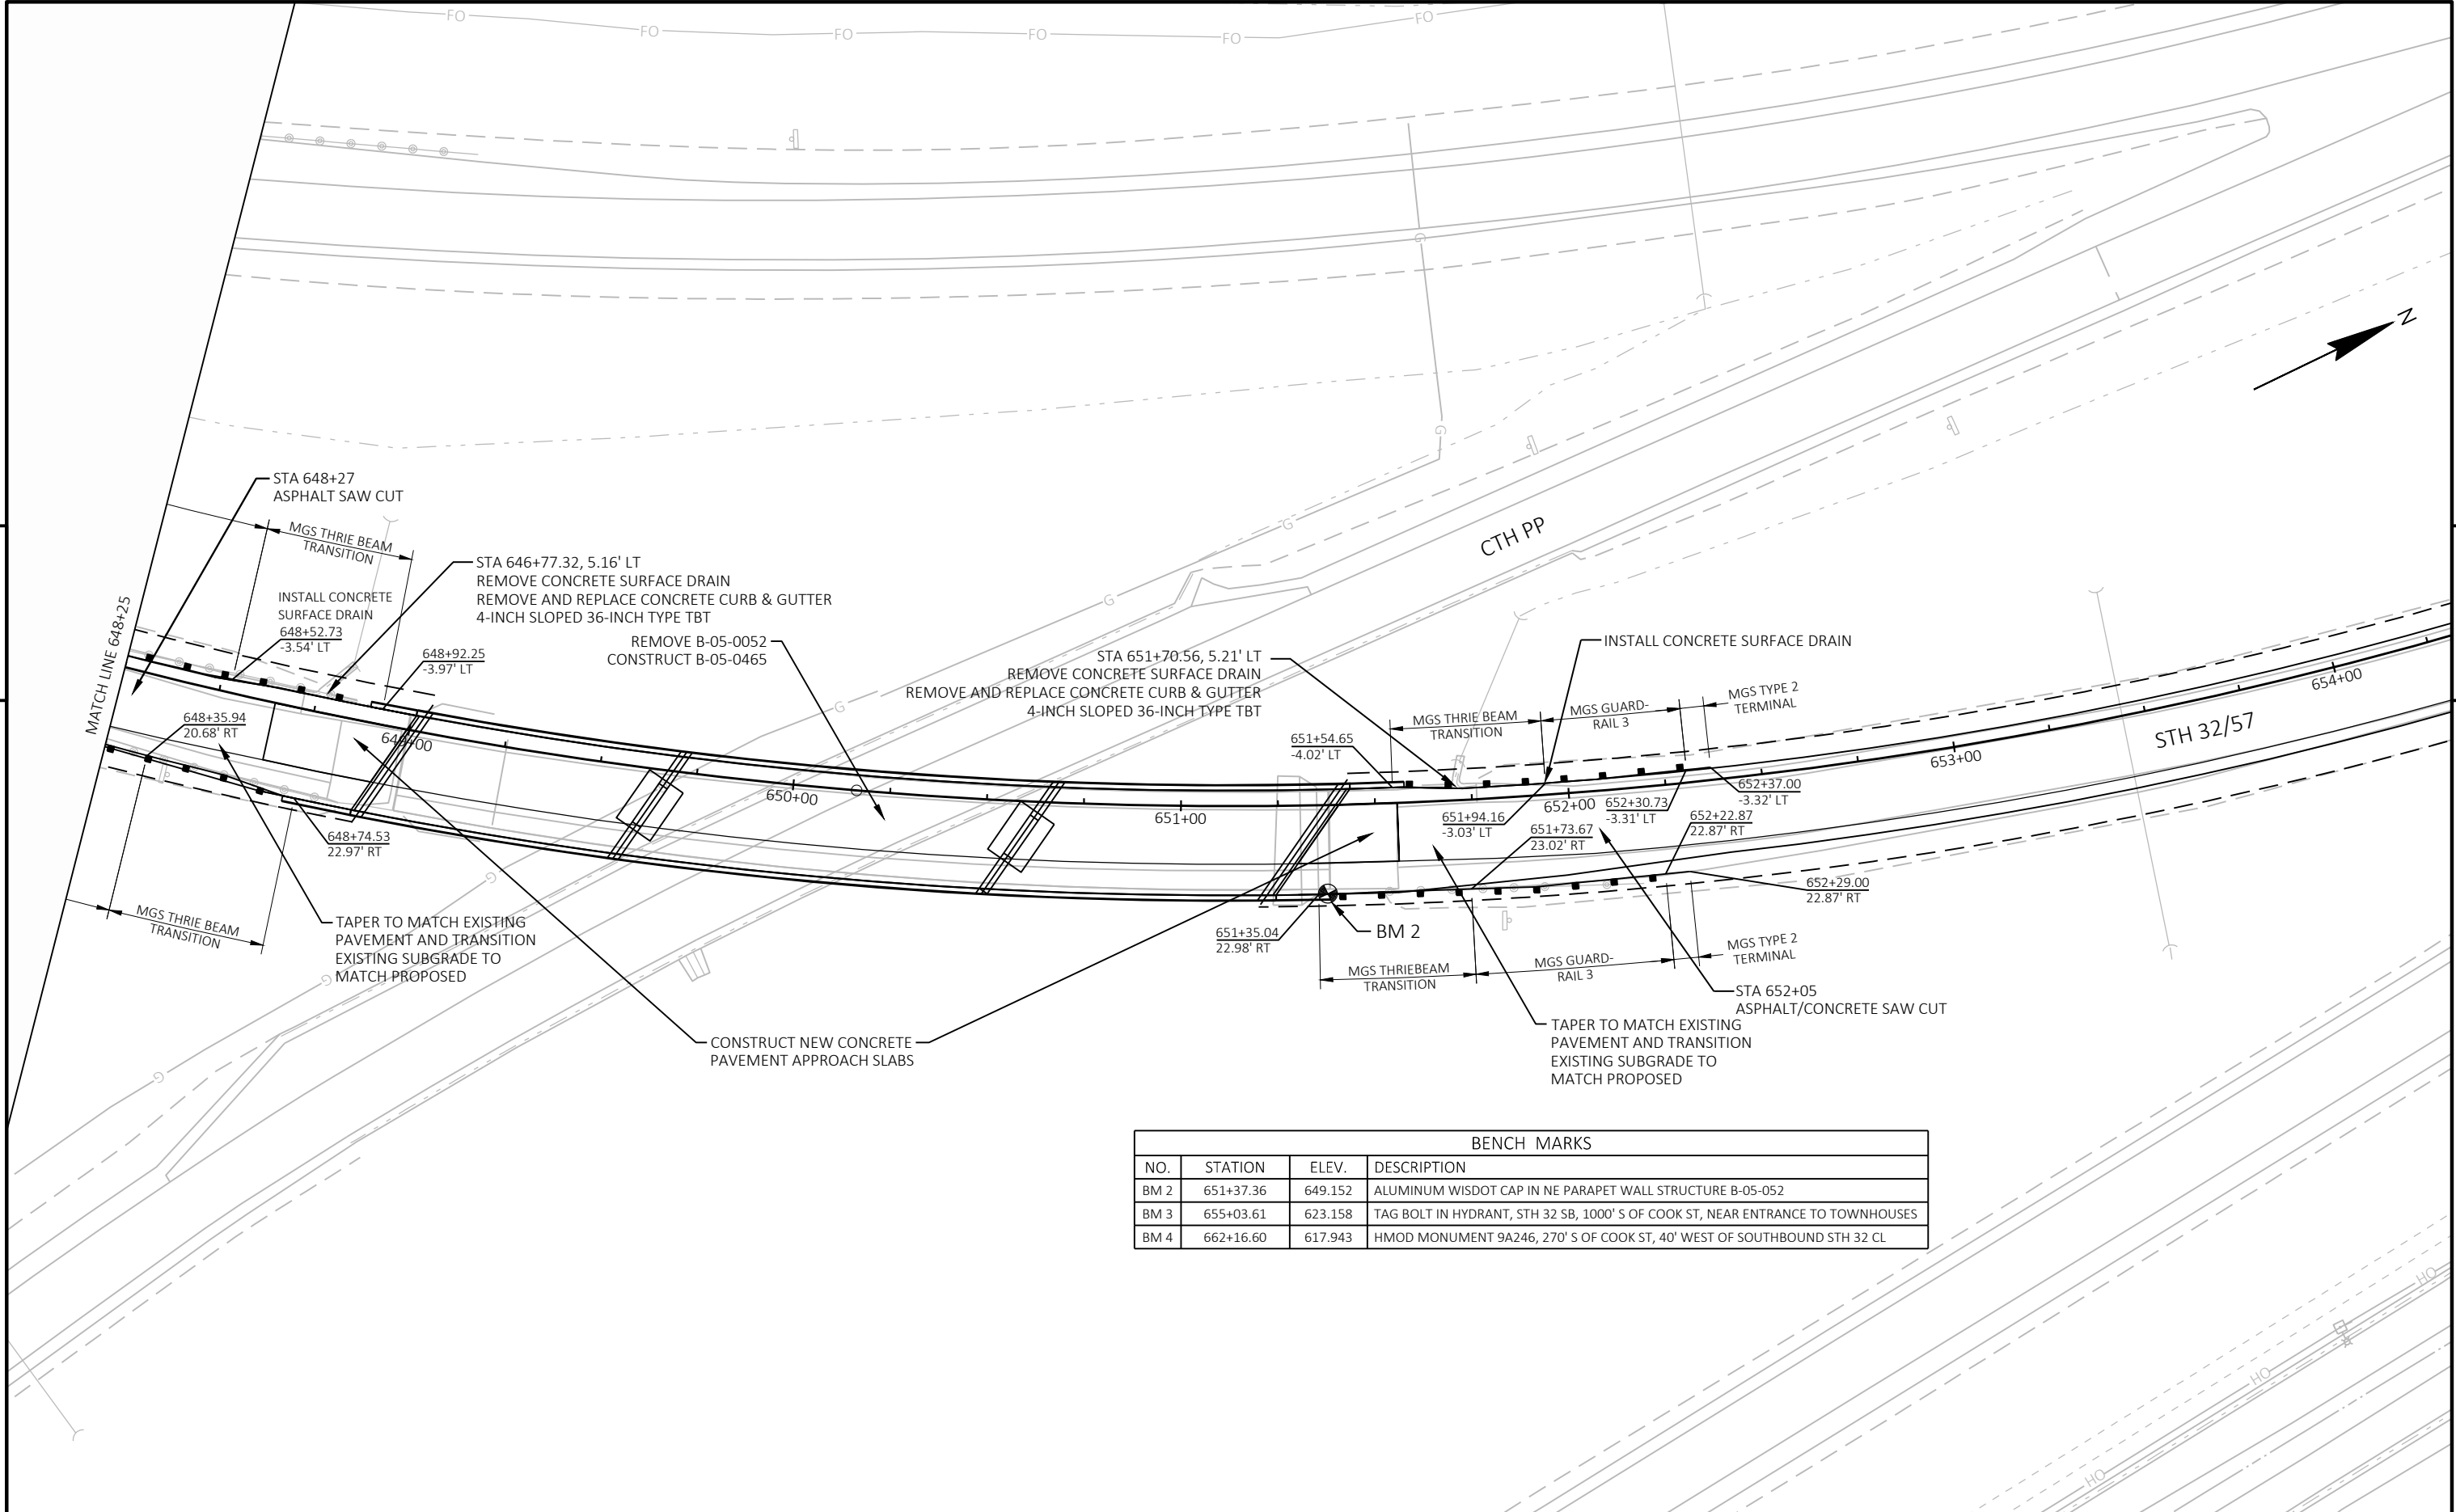 FO
FO
FO
FO
FO
FO
G
G
N
STA 648+27
ASPHALT SAW CUT
MGS THRIE BEAM
TRANSITION
G
CTH PP
STA 646+77.32, 5.16' LT
REMOVE CONCRETE SURFACE DRAIN
REMOVE AND REPLACE CONCRETE CURB & GUTTER
4-INCH SLOPED 36-INCH TYPE TBT
INSTALL CONCRETE
SURFACE DRAIN
648+52.73
-3.54' LT
G
MATCH LINE 648+25
648+92.25
-3.97' LT
REMOVE B-05-0052
CONSTRUCT B-05-0465
STA 651+70.56, 5.21' LT
REMOVE CONCRETE SURFACE DRAIN
REMOVE AND REPLACE CONCRETE CURB & GUTTER
4-INCH SLOPED 36-INCH TYPE TBT
INSTALL CONCRETE SURFACE DRAIN
G
MGS THRIE BEAM
TRANSITION
MGS GUARD-
RAIL 3
MGS TYPE 2
TERMINAL
654+00
STH 32/57
653+00
648+35.94
20.68' RT
649+00
651+54.65
-4.02' LT
650+00
651+00
652+00
652+37.00
-3.32' LT
652+30.73
-3.31' LT
651+94.16
-3.03' LT
651+73.67
23.02' RT
652+22.87
22.87' RT
648+74.53
22.97' RT
G
652+29.00
22.87' RT
MGS THRIE BEAM
TRANSITION
TAPER TO MATCH EXISTING
PAVEMENT AND TRANSITION
EXISTING SUBGRADE TO
MATCH PROPOSED
651+35.04
22.98' RT
BM 2
MGS THRIEBEAM
TRANSITION
MGS GUARD-
RAIL 3
MGS TYPE 2
TERMINAL
G
STA 652+05
ASPHALT/CONCRETE SAW CUT
CONSTRUCT NEW CONCRETE
PAVEMENT APPROACH SLABS
TAPER TO MATCH EXISTING
PAVEMENT AND TRANSITION
EXISTING SUBGRADE TO
MATCH PROPOSED
G
BENCH MARKS
NO. STATION ELEV. DESCRIPTION
BM 2 651+37.36 649.152 ALUMINUM WISDOT CAP IN NE PARAPET WALL STRUCTURE B-05-052
BM 3 655+03.61 623.158 TAG BOLT IN HYDRANT, STH 32 SB, 1000' S OF COOK ST, NEAR ENTRANCE TO TOWNHOUSES
BM 4 662+16.60 617.943 HMOD MONUMENT 9A246, 270' S OF COOK ST, 40' WEST OF SOUTHBOUND STH 32 CL
HO
HO
HO